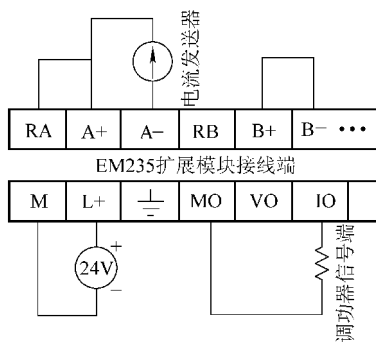 电流发送器
RA A+ A− RB B+ B− •••
EM235扩展模块接线端
M L+ MO VO IO
+
24V
−
调功器信号端